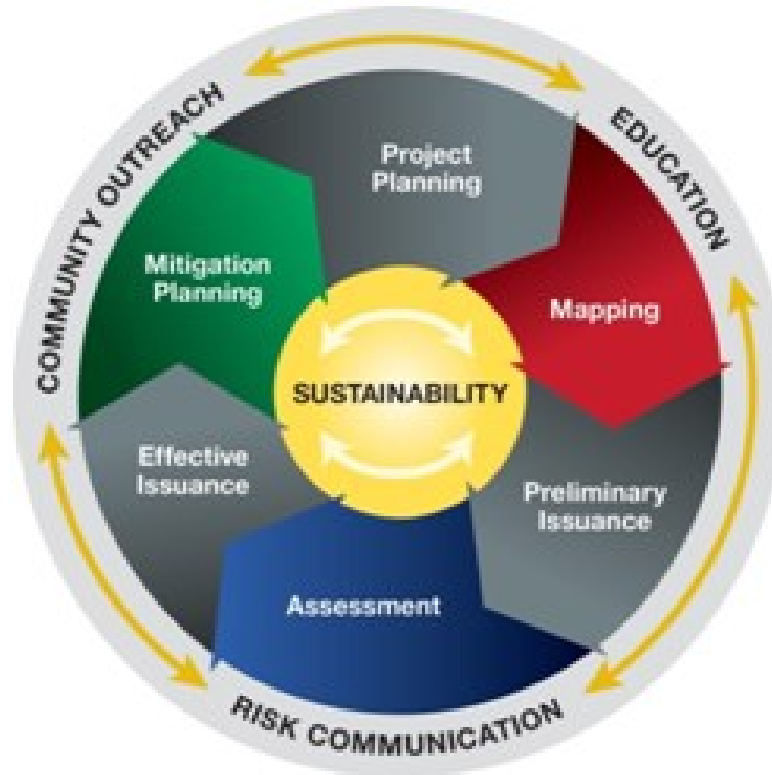 COMMUNITY OUTREACH
EDUCATION
RISK COMMUNICATION
Project
Planning
Mapping
Preliminary
Issuance
Assessment
Effective
Issuance
Mitigation
Planning
SUSTAINABILITY